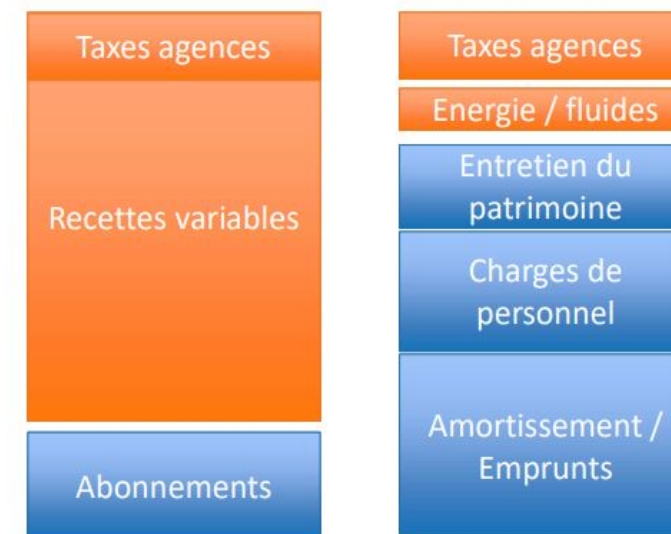 Taxes agences
Recettes variables
Abonnements
Taxes agences
Energie / fluides
Entretien du
patrimoine
Charges de
personnel
Amortissement /
Emprunts